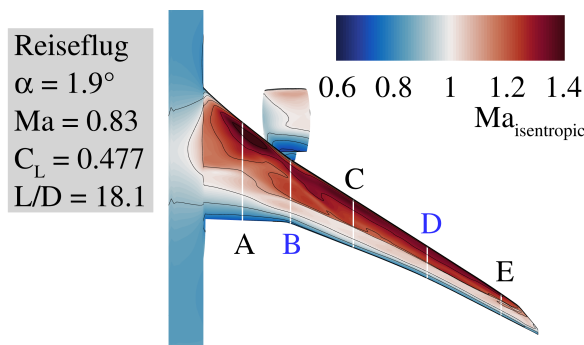 Reiseflug
α = 1.9°
Ma = 0.83
C_L = 0.477
L/D = 18.1
0.6 0.8 1 1.2 1.4
Ma_isentropic
A
B
C
D
E